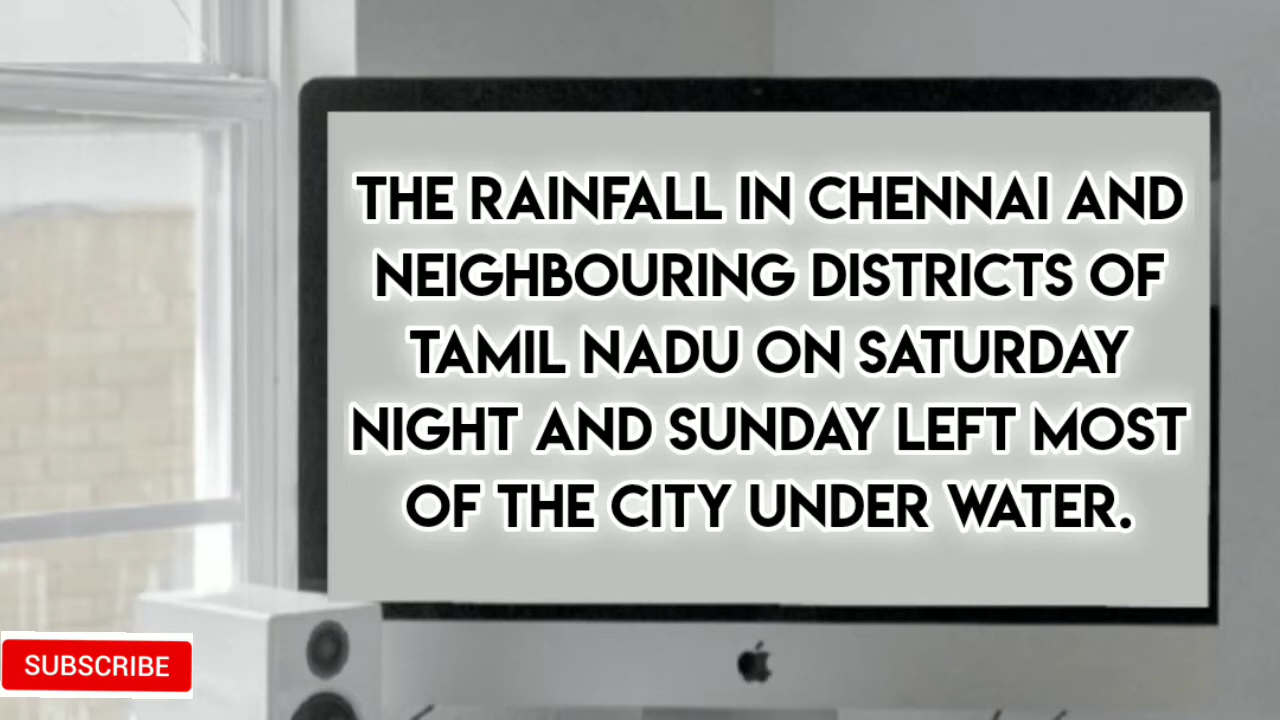 THE RAINFALL IN CHENNAI AND
NEIGHBOURING DISTRICTS OF
TAMIL NADU ON SATURDAY
NIGHT AND SUNDAY LEFT MOST
OF THE CITY UNDER WATER.
SUBSCRIBE